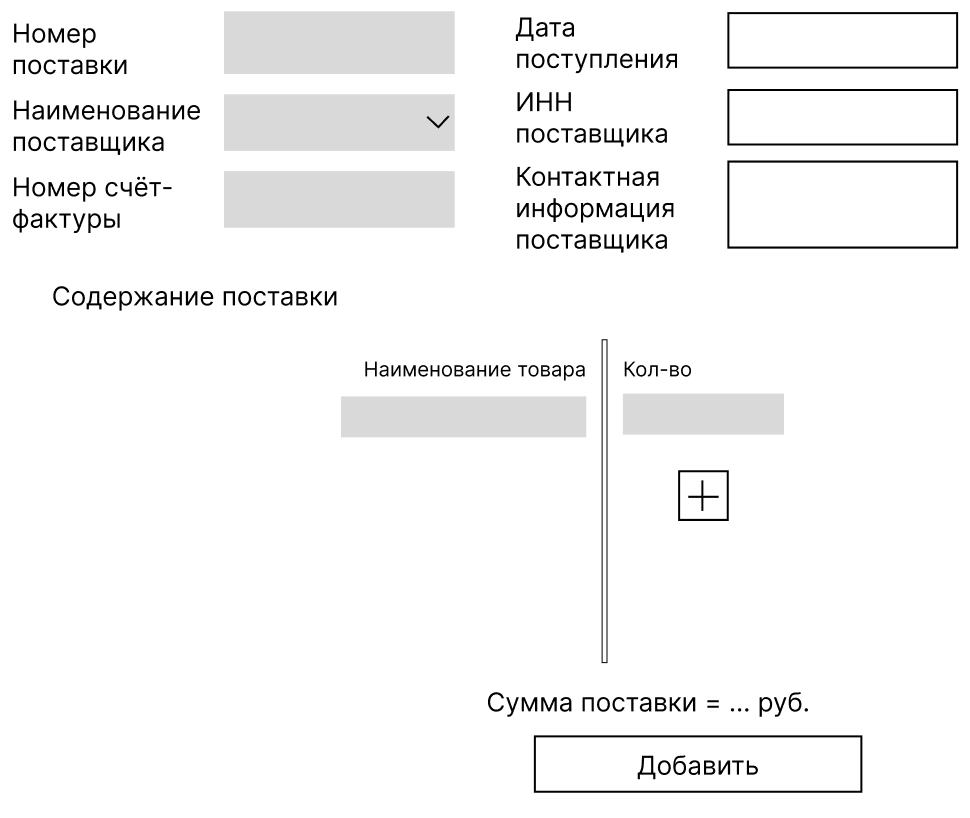 Номер
поставки
Наименование
поставщика
Номер счёт-
фактуры
Дата
поступления
ИНН
поставщика
Контактная
информация
поставщика
Содержание поставки
Наименование товара
Кол-во
Сумма поставки = ... руб.
Добавить